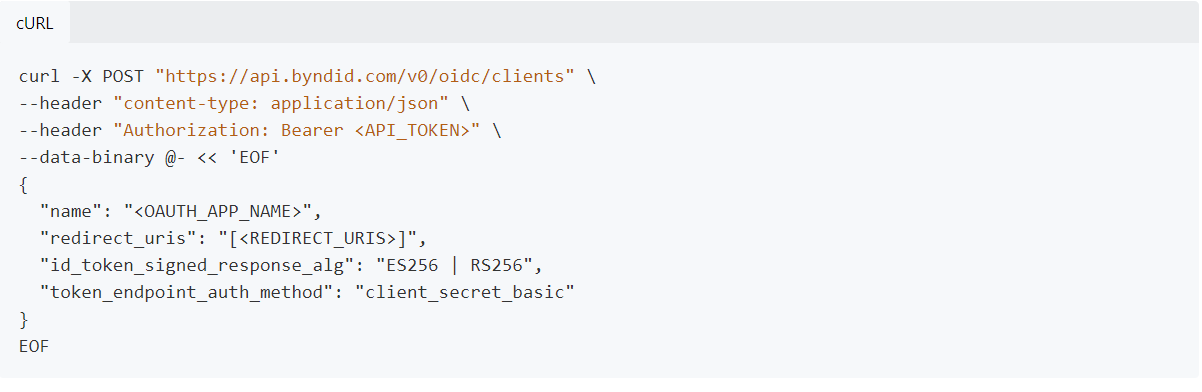 cURL
curl -X POST "https://api.byndid.com/v0/oidc/clients" \
--header "content-type: application/json" \
--header "Authorization: Bearer <API_TOKEN>" \
--data-binary @- << 'EOF'
{
  "name": "<OAUTH_APP_NAME>",
  "redirect_uris": "[<REDIRECT_URIS>]",
  "id_token_signed_response_alg": "ES256 | RS256",
  "token_endpoint_auth_method": "client_secret_basic"
}
EOF